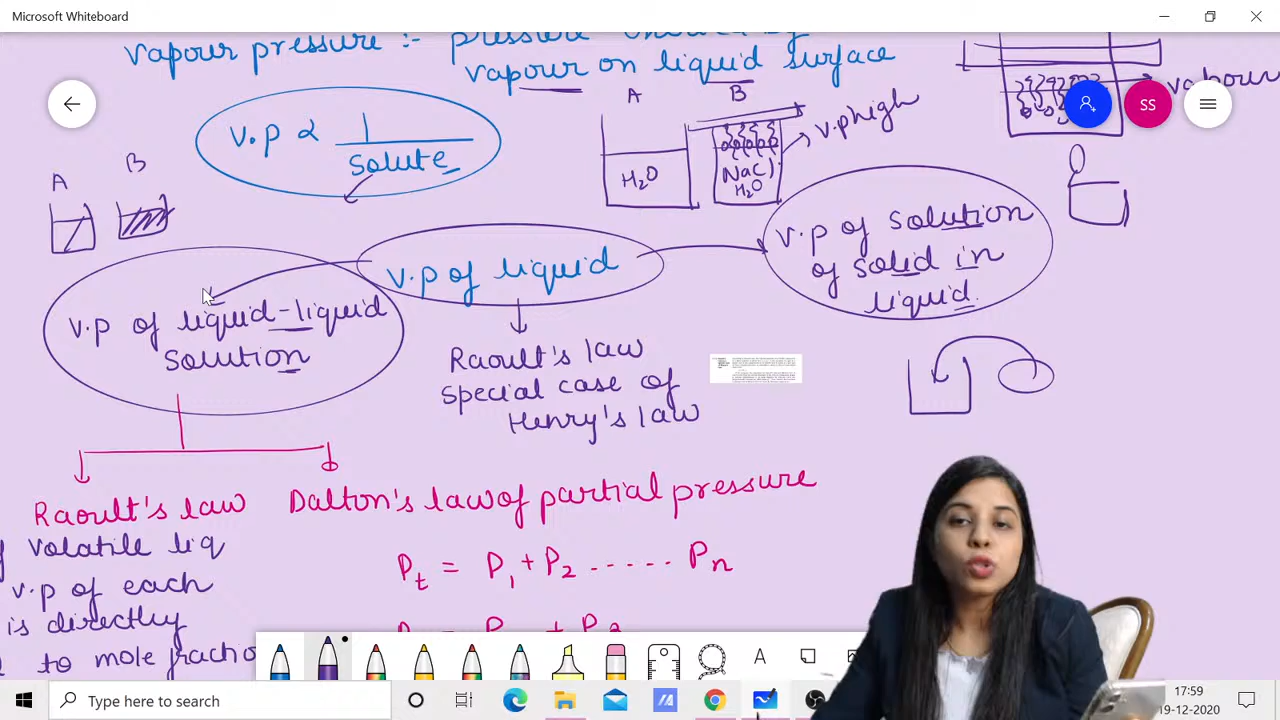 Microsoft Whiteboard
vapour pressure :- pressure
vapour on liquid surface
v.p ∝ 1
solute
A
B
H₂O
NaCl
H₂O
v.p high
vapour
SS
A
B
v.p of liquid
v.p of solution
of solid in
liquid.
v.p of liquid-liquid
solution
Raoult's law
special case of
Henry's law
Raoult's law
Dalton's law of partial pressure
volatile liq
v.p of each
is directly
to mole fractio
Pt = P1 + P2 ...... Pn
A
Type here to search
17:59
19-12-2020